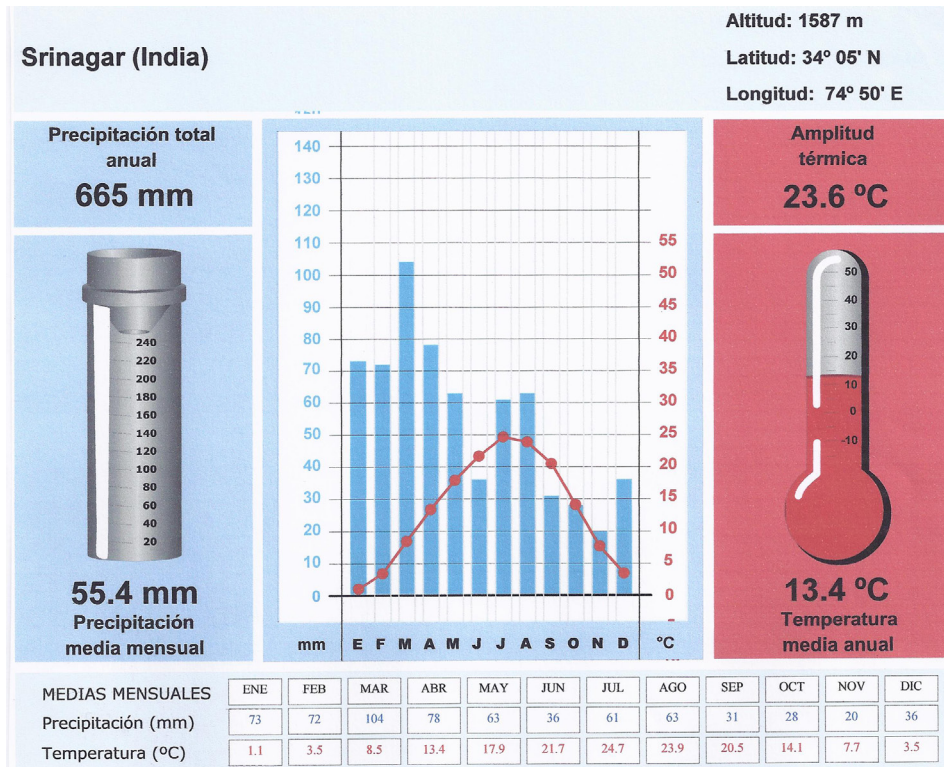 Srinagar (India)
Altitud: 1587 m
Latitud: 34º 05' N
Longitud: 74º 50' E
Precipitación total
anual
665 mm
240
220
200
180
160
140
120
100
80
60
40
20
55.4 mm
Precipitación
media mensual
140
130
120
110
100
90
80
70
60
50
40
30
20
10
0
55
50
45
40
35
30
25
20
15
10
5
0
mm E F M A M J J A S O N D ºC
Amplitud
térmica
23.6 ºC
50
40
30
20
10
0
-10
13.4 ºC
Temperatura
media anual
MEDIAS MENSUALES ENE FEB MAR ABR MAY JUN JUL AGO SEP OCT NOV DIC
Precipitación (mm) 73 72 104 78 63 36 61 63 31 28 20 36
Temperatura (ºC) 1.1 3.5 8.5 13.4 17.9 21.7 24.7 23.9 20.5 14.1 7.7 3.5